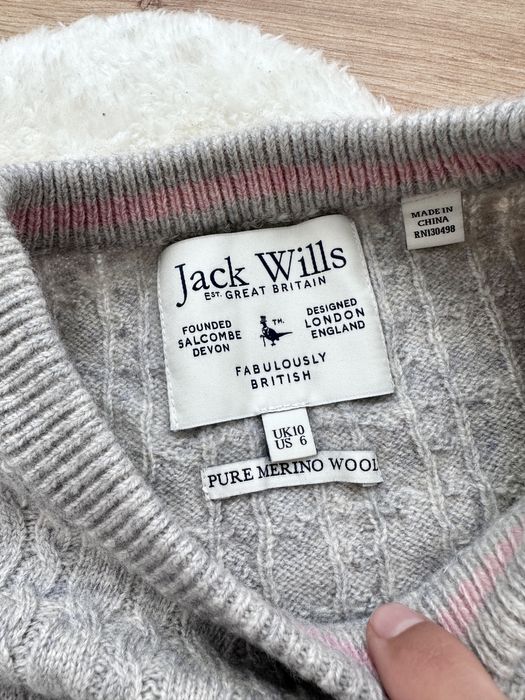 MADE IN
CHINA
RN130498
Jack Wills
EST. GREAT BRITAIN
FOUNDED
SALCOMBE
DEVON
TM.
DESIGNED
LONDON
ENGLAND
FABULOUSLY
BRITISH
UK10
US 6
PURE MERINO WOOL